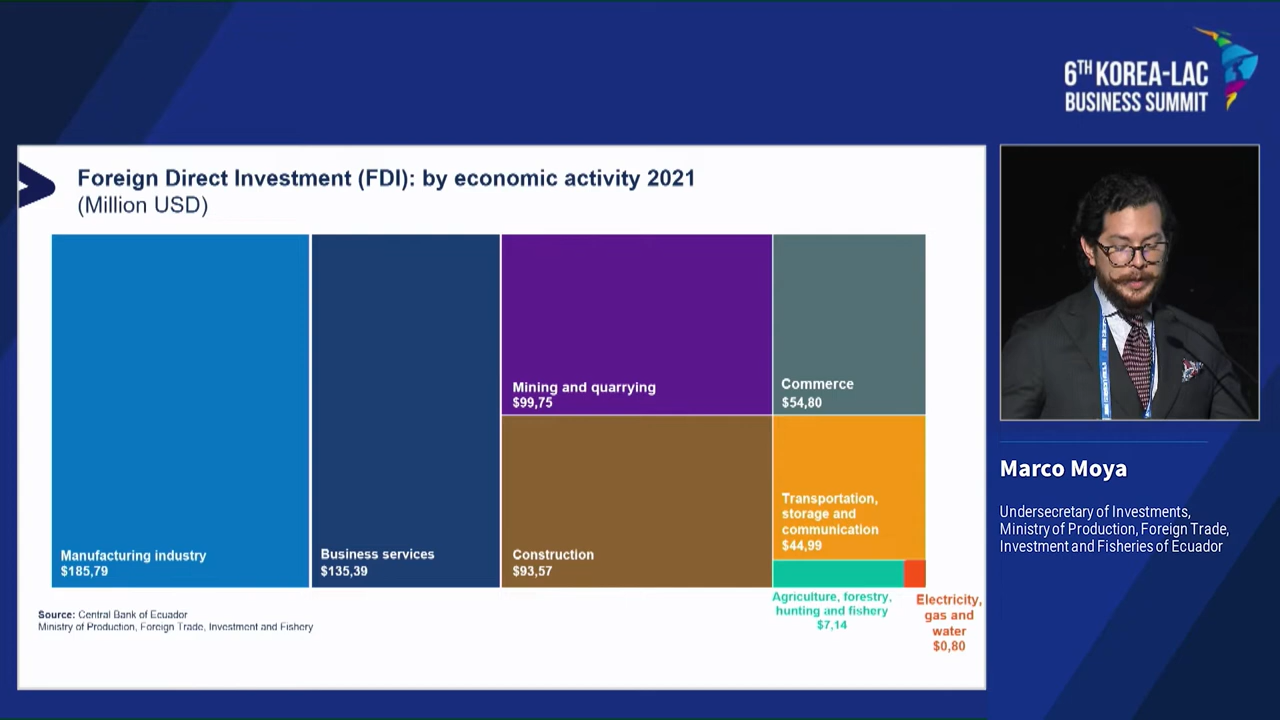 6TH KOREA-LAC
BUSINESS SUMMIT
Foreign Direct Investment (FDI): by economic activity 2021
(Million USD)
Manufacturing industry
$185,79
Business services
$135,39
Mining and quarrying
$99,75
Construction
$93,57
Commerce
$54,80
Transportation,
storage and
communication
$44,99
Agriculture, forestry,
hunting and fishery
$7,14
Electricity,
gas and
water
$0,80
Source: Central Bank of Ecuador
Ministry of Production, Foreign Trade, Investment and Fishery
Marco Moya
Undersecretary of Investments,
Ministry of Production, Foreign Trade,
Investment and Fisheries of Ecuador